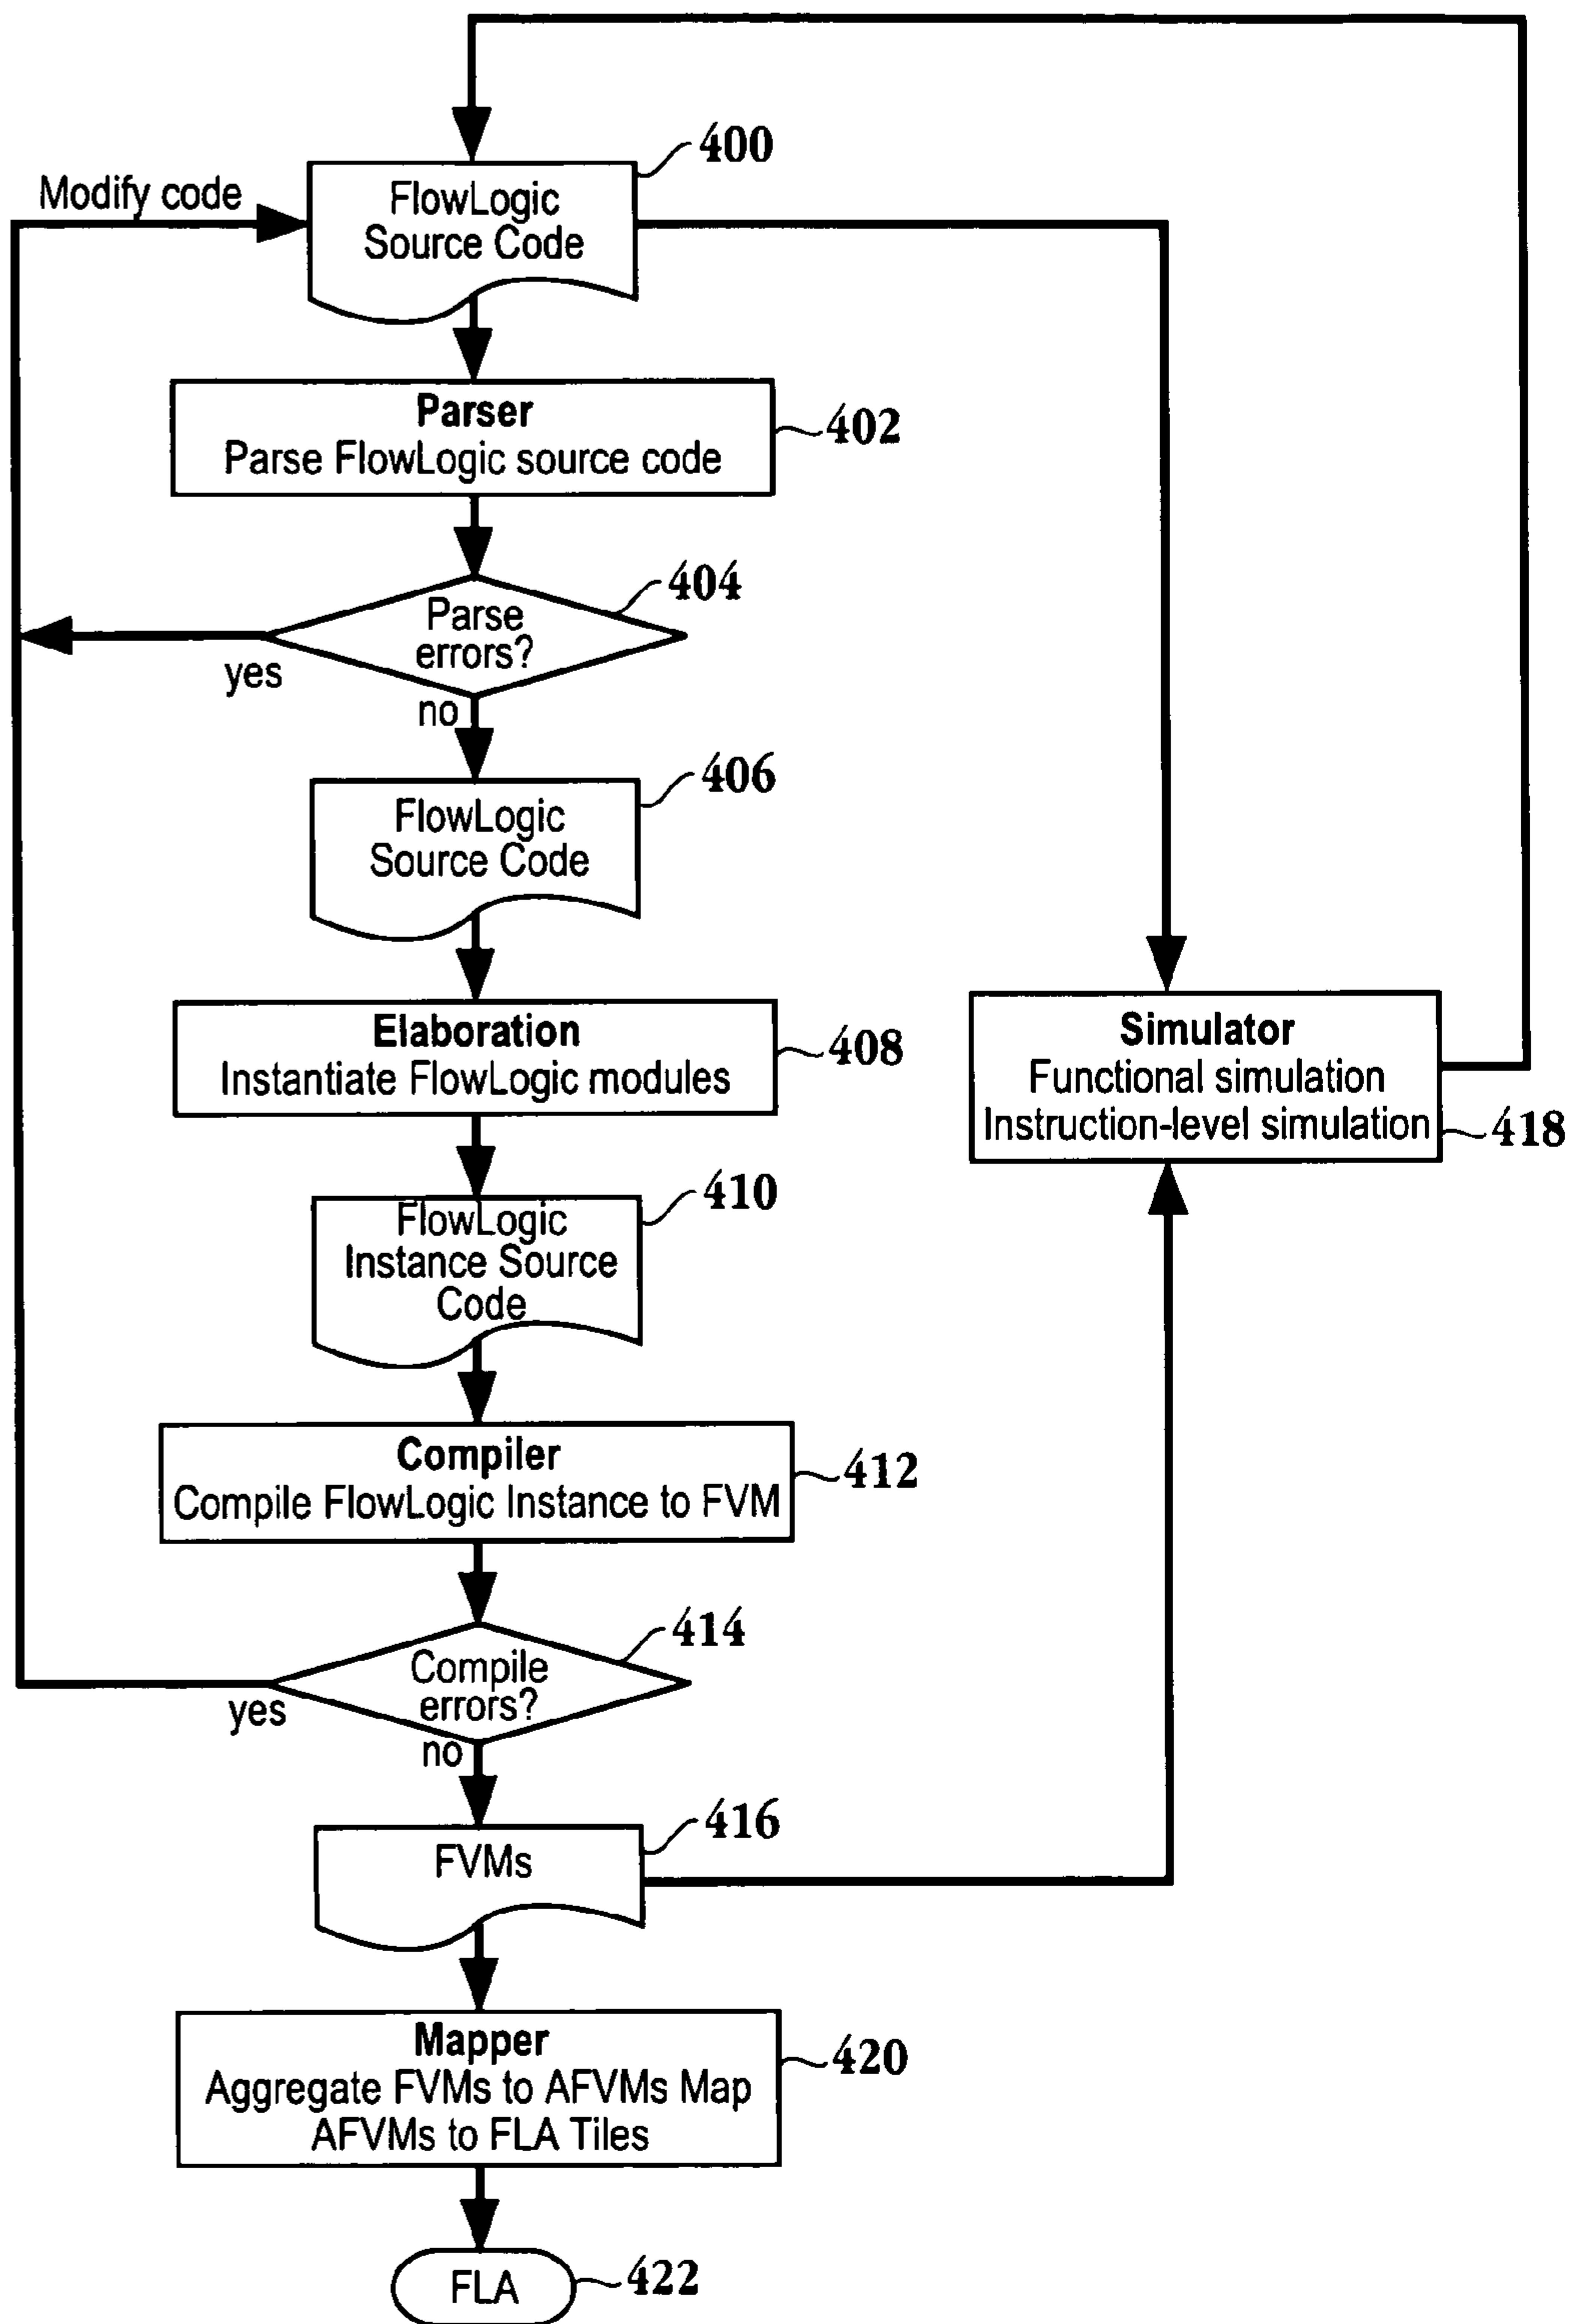 400
Modify code
FlowLogic
Source Code
Parser
Parse FlowLogic source code
402
404
Parse
errors?
yes
no
406
FlowLogic
Source Code
Elaboration
Instantiate FlowLogic modules
408
Simulator
Functional simulation
Instruction-level simulation
418
410
FlowLogic
Instance Source
Code
Compiler
Compile FlowLogic Instance to FVM
412
414
Compile
errors?
yes
no
416
FVMs
Mapper
Aggregate FVMs to AFVMs Map
AFVMs to FLA Tiles
420
FLA
422